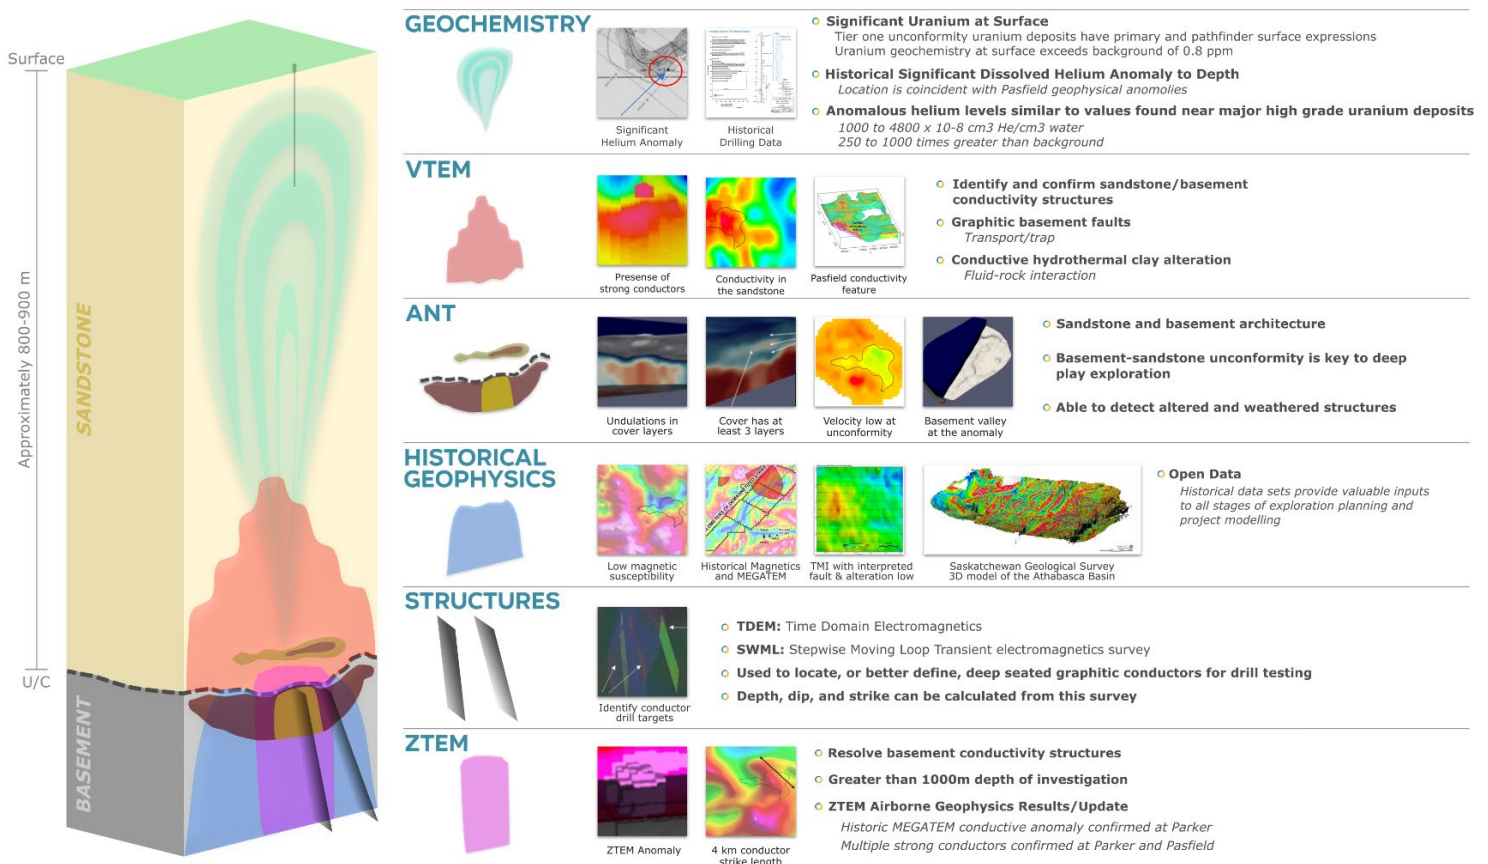 Surface
Approximately 800-900 m
U/C
SANDSTONE
BASEMENT
GEOCHEMISTRY
Significant
Helium Anomaly
Historical
Drilling Data
Significant Uranium at Surface
Tier one unconformity uranium deposits have primary and pathfinder surface expressions
Uranium geochemistry at surface exceeds background of 0.8 ppm
Historical Significant Dissolved Helium Anomaly to Depth
Location is coincident with Pasfield geophysical anomolies
Anomalous helium levels similar to values found near major high grade uranium deposits
1000 to 4800 x 10-8 cm3 He/cm3 water
250 to 1000 times greater than background
VTEM
Presense of
strong conductors
Conductivity in
the sandstone
Pasfield conductivity
feature
Identify and confirm sandstone/basement
conductivity structures
Graphitic basement faults
Transport/trap
Conductive hydrothermal clay alteration
Fluid-rock interaction
ANT
Undulations in
cover layers
Cover has at
least 3 layers
Velocity low at
unconformity
Basement valley
at the anomaly
Sandstone and basement architecture
Basement-sandstone unconformity is key to deep
play exploration
Able to detect altered and weathered structures
HISTORICAL
GEOPHYSICS
Low magnetic
susceptibility
Historical Magnetics
and MEGATEM
TMI with interpreted
fault & alteration low
Saskatchewan Geological Survey
3D model of the Athabasca Basin
Open Data
Historical data sets provide valuable inputs
to all stages of exploration planning and
project modelling
STRUCTURES
Identify conductor
drill targets
TDEM: Time Domain Electromagnetics
SWML: Stepwise Moving Loop Transient electromagnetics survey
Used to locate, or better define, deep seated graphitic conductors for drill testing
Depth, dip, and strike can be calculated from this survey
ZTEM
ZTEM Anomaly
4 km conductor
strike length
Resolve basement conductivity structures
Greater than 1000m depth of investigation
ZTEM Airborne Geophysics Results/Update
Historic MEGATEM conductive anomaly confirmed at Parker
Multiple strong conductors confirmed at Parker and Pasfield